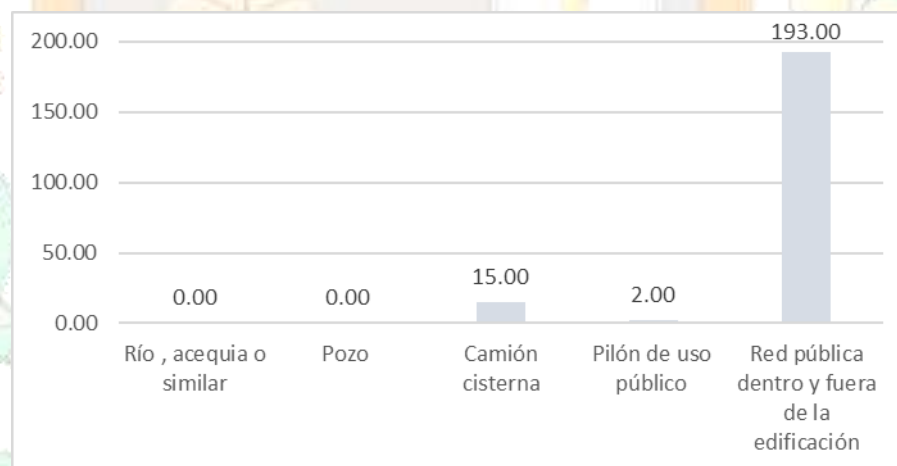 200.00
150.00
100.00
50.00
0.00
0.00
0.00
15.00
2.00
193.00
Río , acequia o
similar
Pozo
Camión
cisterna
Pilón de uso
público
Red pública
dentro y fuera
de la
edificación